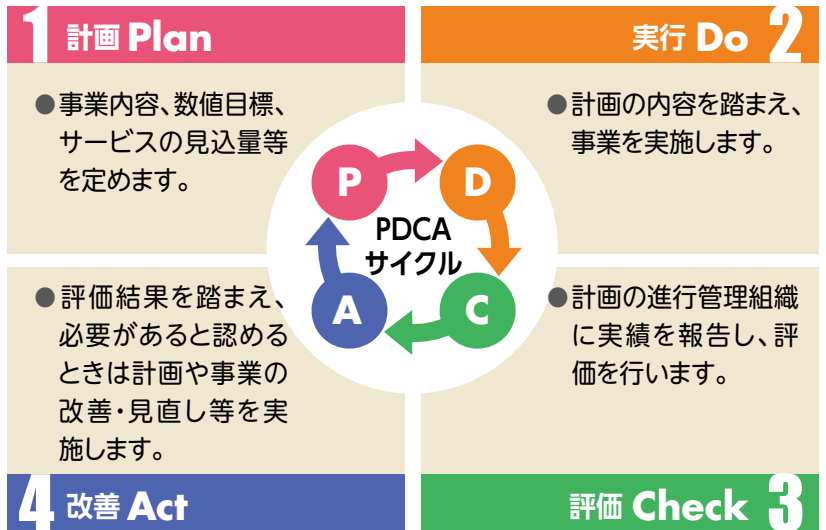 1 計画 Plan
●事業内容、数値目標、
サービスの見込量等
を定めます。
実行 Do 2
●計画の内容を踏まえ、
事業を実施します。
P
D
PDCA
サイクル
A
C
●計画の進行管理組織
に実績を報告し、評
価を行います。
評価 Check 3
●評価結果を踏まえ、
必要があると認める
ときは計画や事業の
改善・見直し等を実
施します。
4 改善 Act